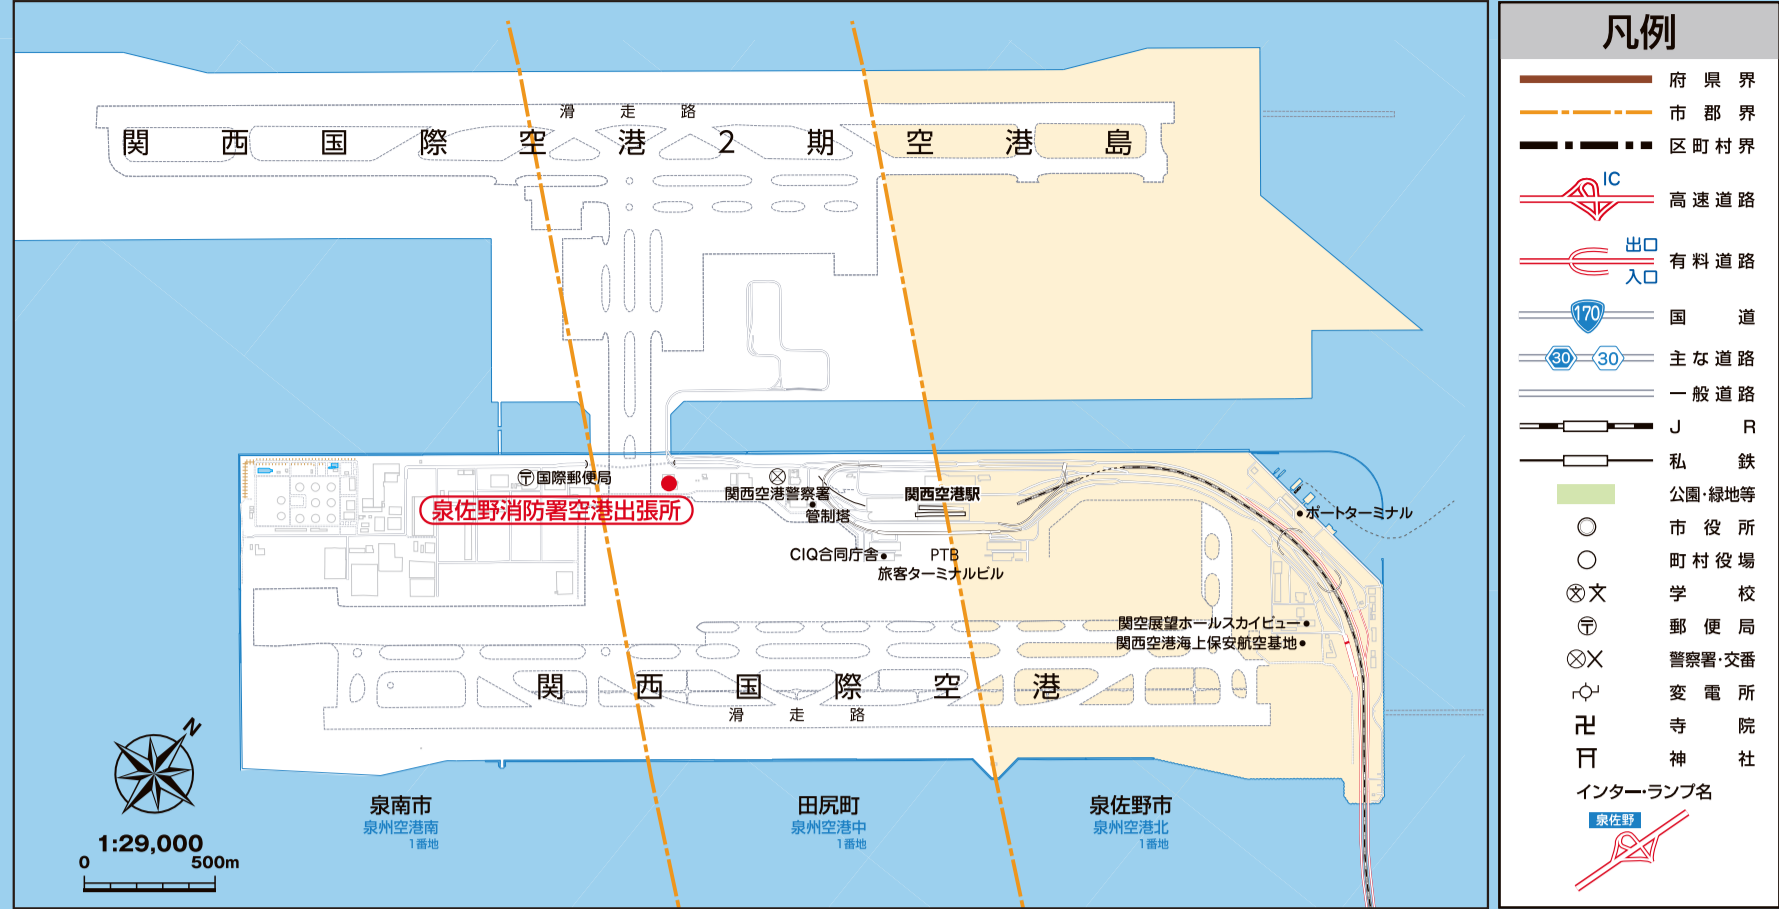 滑走路
関西国際空港2期空港島
国際郵便局
泉佐野消防署空港出張所
関西空港警察署
管制塔
関西空港駅
ポートターミナル
CIQ合同庁舎
PTB
旅客ターミナルビル
関空展望ホールスカイビュー
関西空港海上保安航空基地
関西国際空港
滑走路
N
1:29,000
0 500m
泉南市
泉州空港南
1番地
田尻町
泉州空港中
1番地
泉佐野市
泉州空港北
1番地
凡例
府県界
市郡界
区町村界
IC
高速道路
出口
入口
有料道路
170
国道
30 30
主な道路
一般道路
JR
私鉄
公園・緑地等
市役所
町村役場
文 文
学校
郵便局
警察署・交番
変電所
卍
寺院
神社
インター・ランプ名
泉佐野